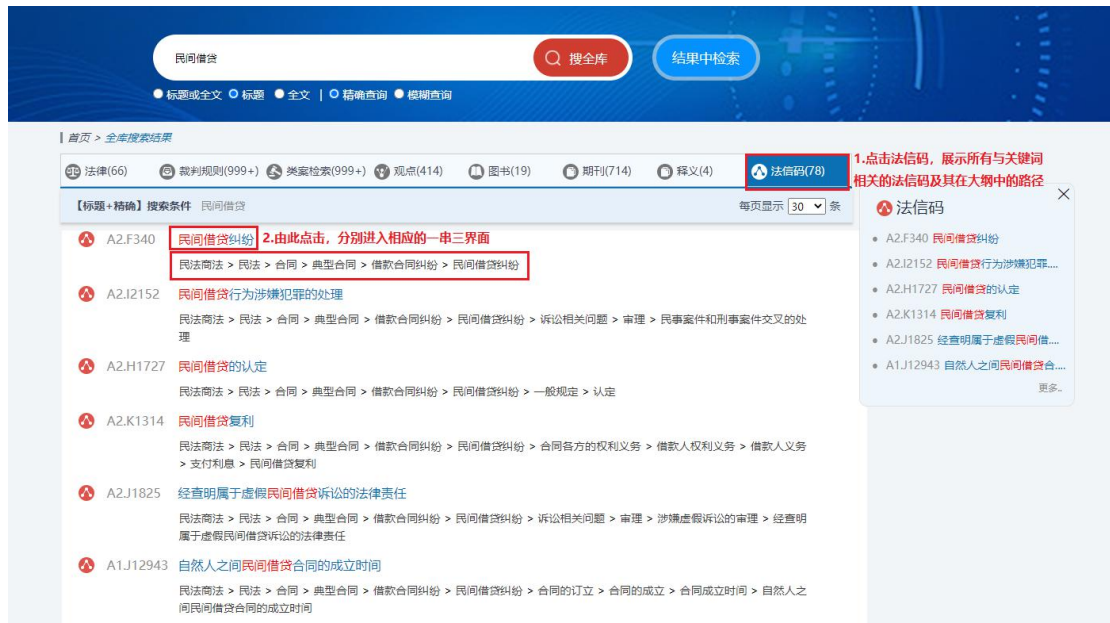 民间借贷
搜全库
结果中检索
标题或全文 标题 全文 | 精确查询 模糊查询
首页 > 全库搜索结果
法律(66) 裁判规则(999+) 类案检索(999+) 观点(414) 图书(19) 期刊(714) 释义(4) 法信码(78)
1.点击法信码，展示所有与关键词
相关的法信码及其在大纲中的路径
【标题+精确】搜索条件 民间借贷
每页显示 30 条
A2.F340 民间借贷纠纷 2.由此点击，分别进入相应的一串三界面
民法商法 > 民法 > 合同 > 典型合同 > 借款合同纠纷 > 民间借贷纠纷
A2.I2152 民间借贷行为涉嫌犯罪的处理
民法商法 > 民法 > 合同 > 典型合同 > 借款合同纠纷 > 民间借贷纠纷 > 诉讼相关问题 > 审理 > 民事案件和刑事案件交叉的处
理
A2.H1727 民间借贷的认定
民法商法 > 民法 > 合同 > 典型合同 > 借款合同纠纷 > 民间借贷纠纷 > 一般规定 > 认定
A2.K1314 民间借贷复利
民法商法 > 民法 > 合同 > 典型合同 > 借款合同纠纷 > 民间借贷纠纷 > 合同各方的权利义务 > 借款人权利义务 > 借款人义务
> 支付利息 > 民间借贷复利
A2.J1825 经查明属于虚假民间借贷诉讼的法律责任
民法商法 > 民法 > 合同 > 典型合同 > 借款合同纠纷 > 民间借贷纠纷 > 诉讼相关问题 > 审理 > 涉嫌虚假诉讼的审理 > 经查明
属于虚假民间借贷诉讼的法律责任
A1.J12943 自然人之间民间借贷合同的成立时间
民法商法 > 民法 > 合同 > 典型合同 > 借款合同纠纷 > 民间借贷纠纷 > 合同的订立 > 合同的成立 > 合同成立时间 > 自然人之
间民间借贷合同的成立时间
法信码
A2.F340 民间借贷纠纷
A2.I2152 民间借贷行为涉嫌犯罪....
A2.H1727 民间借贷的认定
A2.K1314 民间借贷复利
A2.J1825 经查明属于虚假民间借....
A1.J12943 自然人之间民间借贷合....
更多..